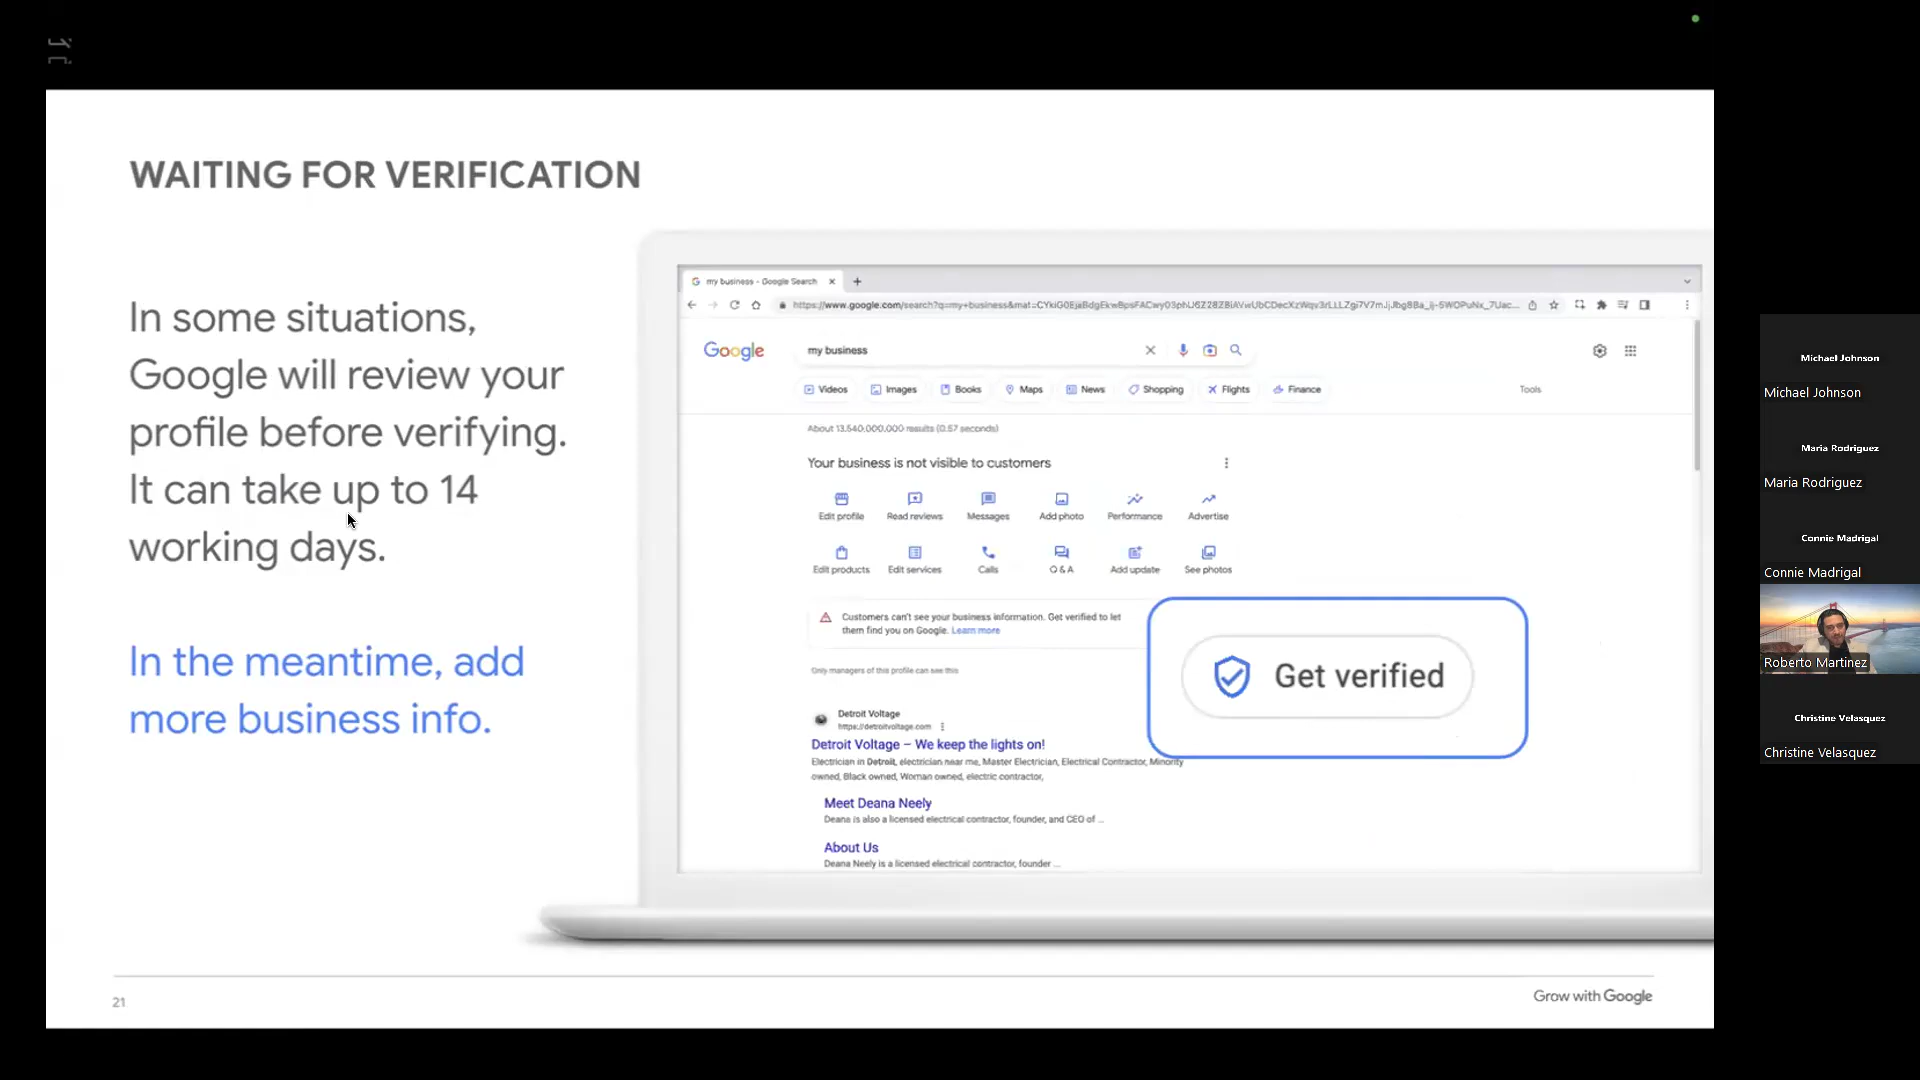 WAITING FOR VERIFICATION
In some situations,
Google will review your
profile before verifying.
It can take up to 14
working days.
In the meantime, add
more business info.
my business - Google Search
Google
my business
Videos Images Books Maps News Shopping Flights Finance Tools
About 13,540,000,000 results (0.57 seconds)
Your business is not visible to customers
Edit profile Read reviews Messages Add photo Performance Advertise
Edit products Edit services Calls Q & A Add update See photos
Customers can't see your business information. Get verified to let
them find you on Google. Learn more
Only managers of this profile can see this
Get verified
Detroit Voltage
https://detroitvoltage.com
Detroit Voltage – We keep the lights on!
Electrician in Detroit, electrician near me, Master Electrician, Electrical Contractor, Minority
owned, Black owned, Woman owned, electric contractor,
Meet Deana Neely
Deana is also a licensed electrical contractor, founder, and CEO of ...
About Us
Deana Neely is a licensed electrical contractor, founder ...
21
Grow with Google
Michael Johnson
Michael Johnson
Maria Rodriguez
Maria Rodriguez
Connie Madrigal
Connie Madrigal
Roberto Martinez
Christine Velasquez
Christine Velasquez